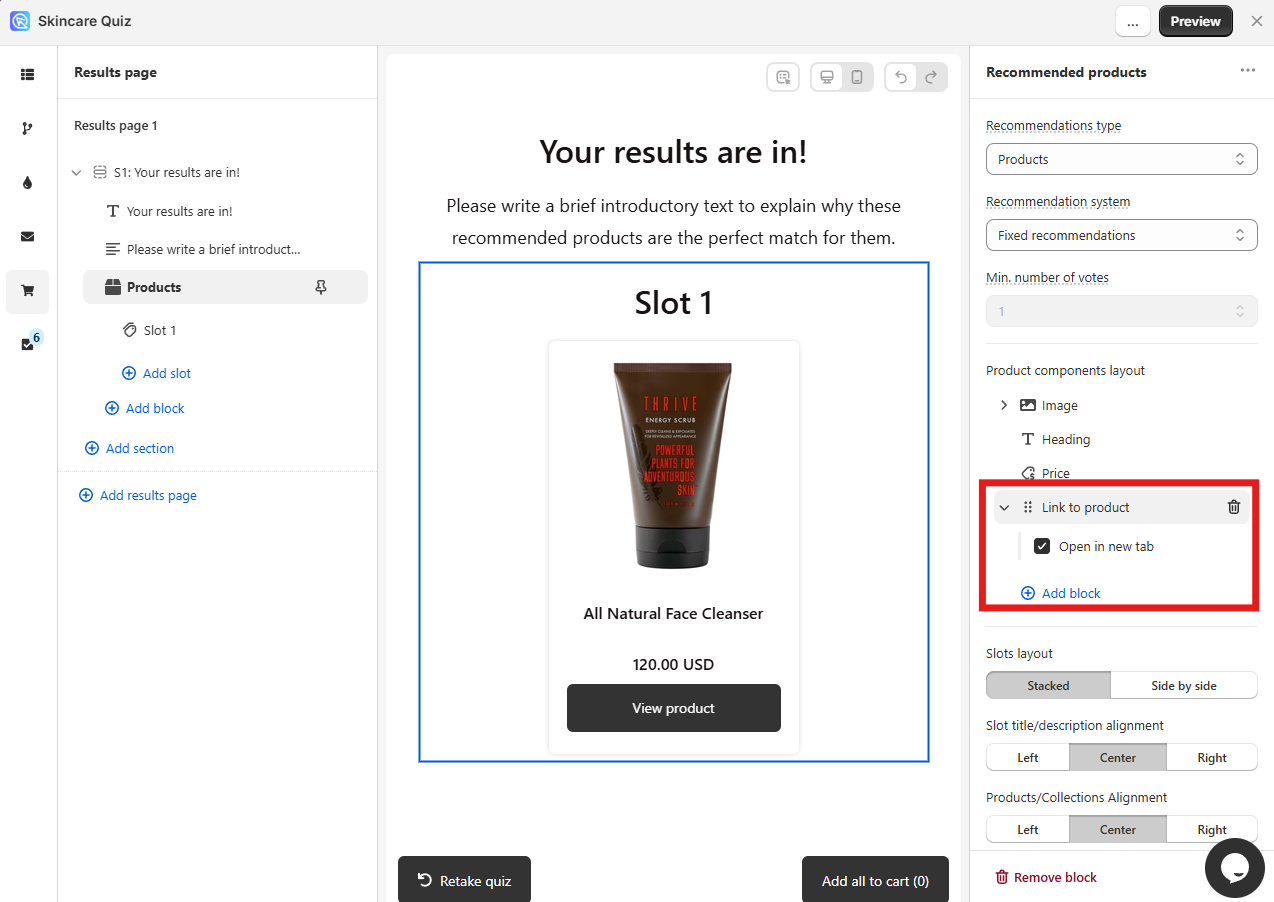 Skincare Quiz
...
Preview
Results page
Results page 1
S1: Your results are in!
Your results are in!
Please write a brief introduct...
Products
Slot 1
Add slot
Add block
Add section
Add results page
6
Your results are in!
Please write a brief introductory text to explain why these
recommended products are the perfect match for them.
Slot 1
THRIVE
ENERGY SCRUB
DEEPLY CLEANS & EXFOLIATES
FOR REVITALIZED APPEARANCE
POWERFUL
PLANTS FOR
ADVENTUROUS
SKIN
All Natural Face Cleanser
120.00 USD
View product
Retake quiz
Add all to cart (0)
Recommended products
Recommendations type
Products
Recommendation system
Fixed recommendations
Min. number of votes
1
Product components layout
Image
Heading
Price
Link to product
Open in new tab
Add block
Slots layout
Stacked
Side by side
Slot title/description alignment
Left
Center
Right
Products/Collections Alignment
Left
Center
Right
Remove block